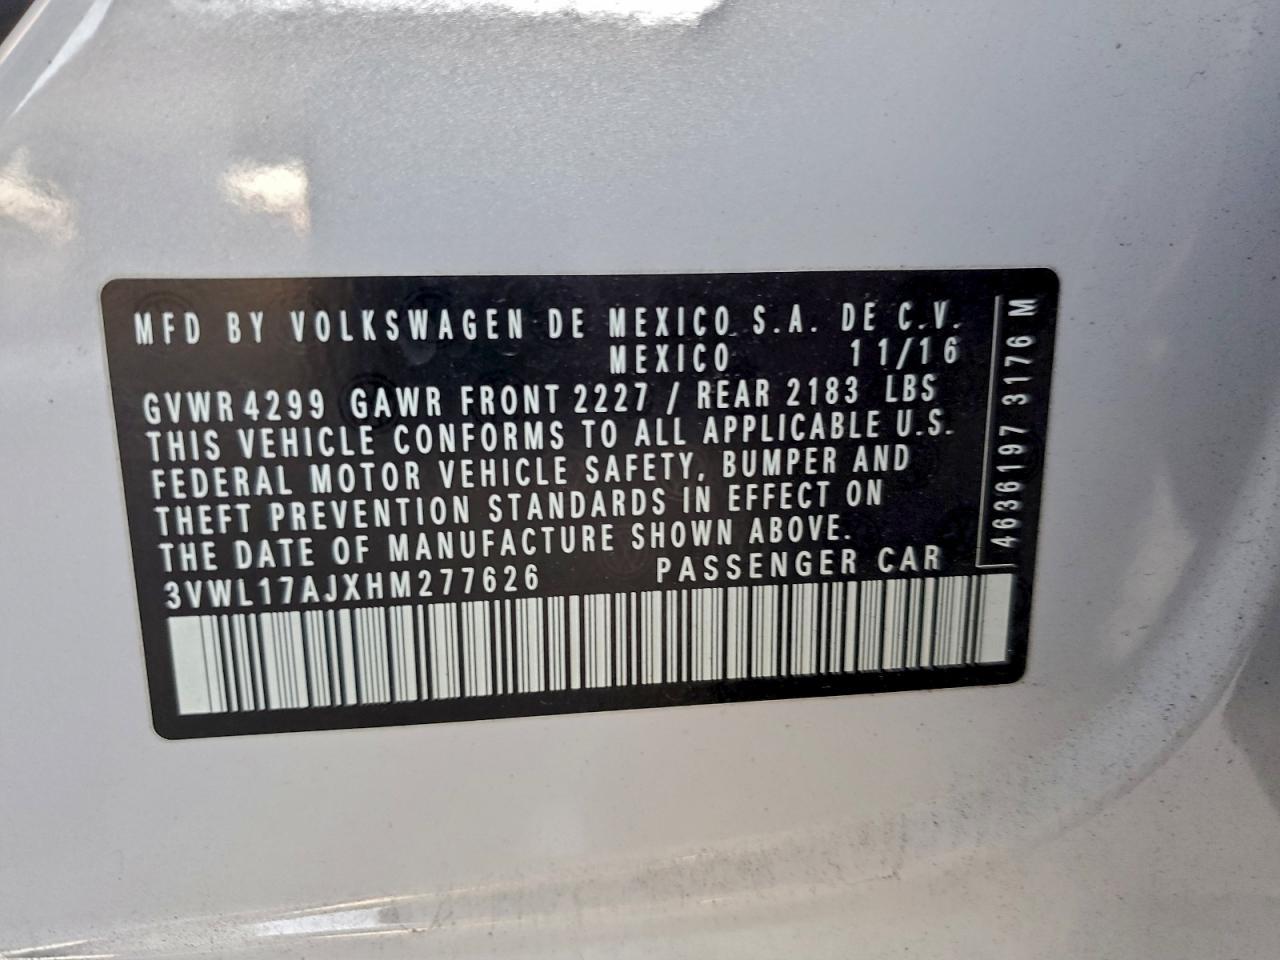 MFD BY VOLKSWAGEN DE MEXICO S.A. DE C.V.
MEXICO 11/16
GVWR 4299 GAWR FRONT 2227 / REAR 2183 LBS
THIS VEHICLE CONFORMS TO ALL APPLICABLE U.S.
FEDERAL MOTOR VEHICLE SAFETY, BUMPER AND
THEFT PREVENTION STANDARDS IN EFFECT ON
THE DATE OF MANUFACTURE SHOWN ABOVE.
3VWL17AJXHM277626 PASSENGER CAR
4636197 3176 M